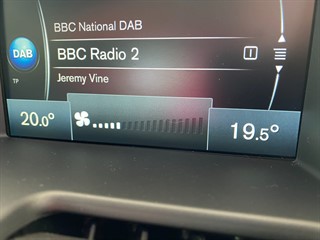 BBC National DAB
DAB
BBC Radio 2
TP
Jeremy Vine
20.0°
19.5°